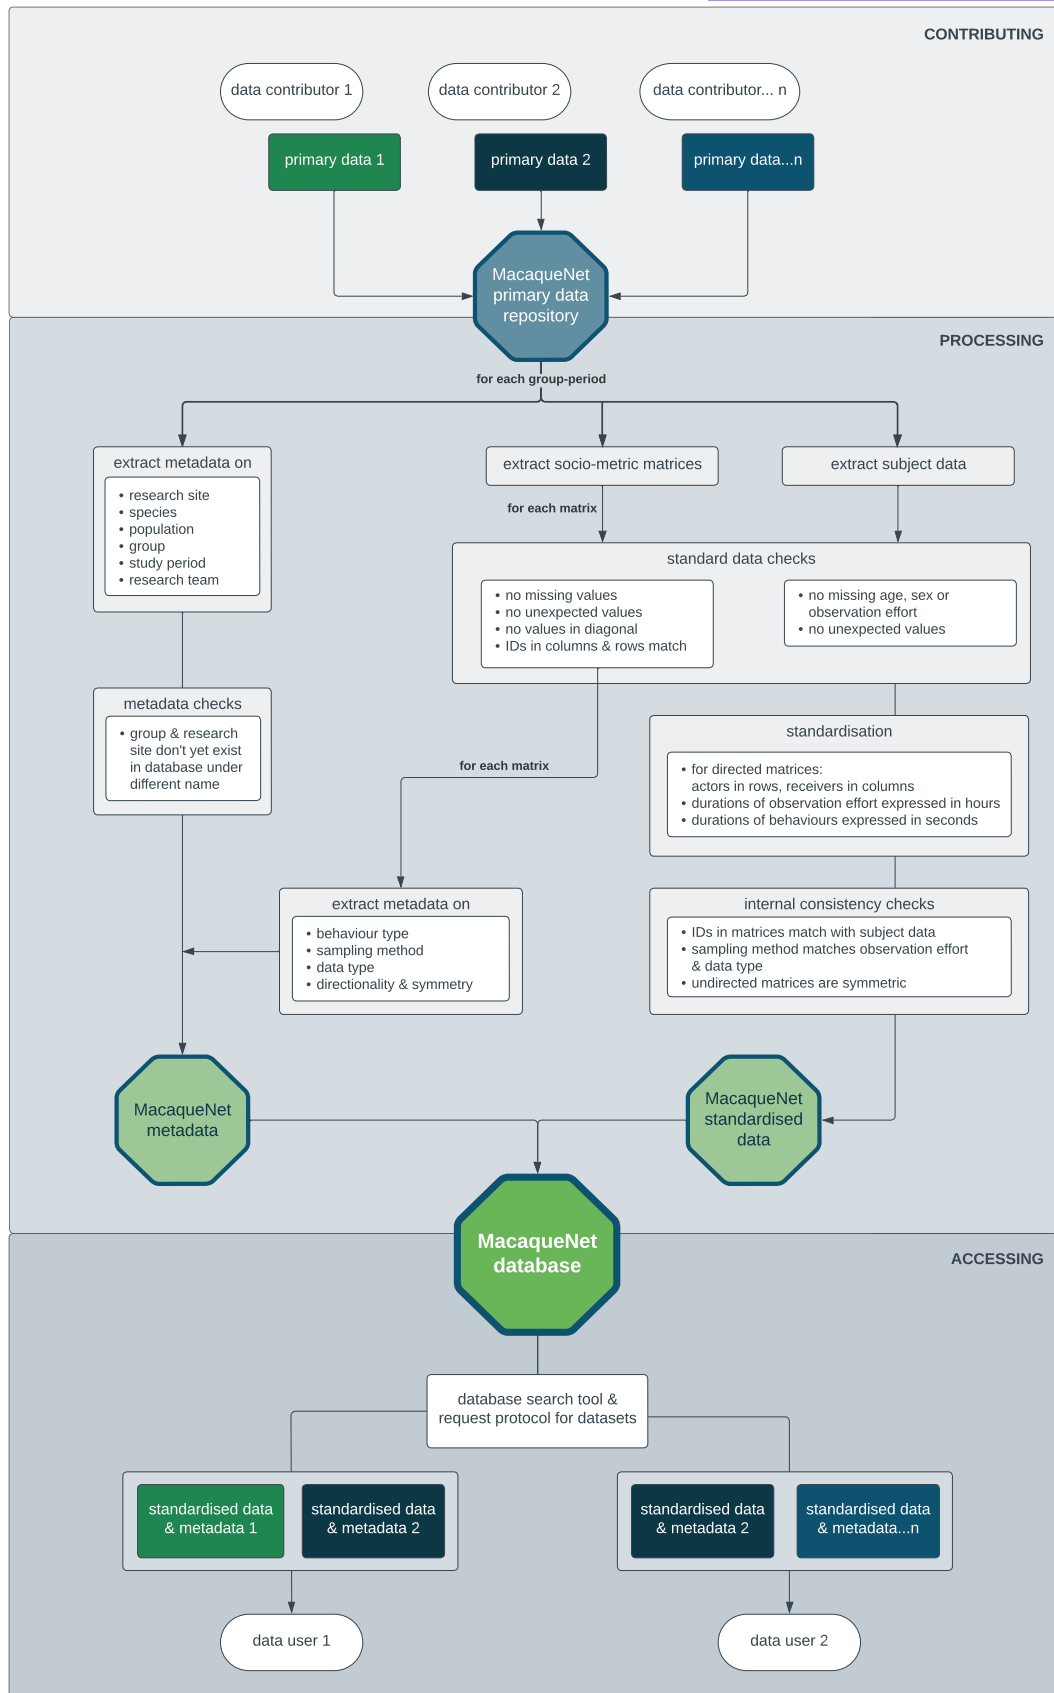 CONTRIBUTING
data contributor 1
data contributor 2
data contributor... n
primary data 1
primary data 2
primary data...n
MacaqueNet
primary data
repository
PROCESSING
for each group-period
extract metadata on
• research site
• species
• population
• group
• study period
• research team
extract socio-metric matrices
extract subject data
for each matrix
standard data checks
• no missing values
• no unexpected values
• no values in diagonal
• IDs in columns & rows match
• no missing age, sex or
observation effort
• no unexpected values
metadata checks
• group & research
site don't yet exist
in database under
different name
standardisation
• for directed matrices:
actors in rows, receivers in columns
• durations of observation effort expressed in hours
• durations of behaviours expressed in seconds
for each matrix
extract metadata on
• behaviour type
• sampling method
• data type
• directionality & symmetry
internal consistency checks
• IDs in matrices match with subject data
• sampling method matches observation effort
& data type
• undirected matrices are symmetric
MacaqueNet
metadata
MacaqueNet
standardised
data
MacaqueNet
database
ACCESSING
database search tool &
request protocol for datasets
standardised data
& metadata 1
standardised data
& metadata 2
standardised data
& metadata 2
standardised data
& metadata...n
data user 1
data user 2